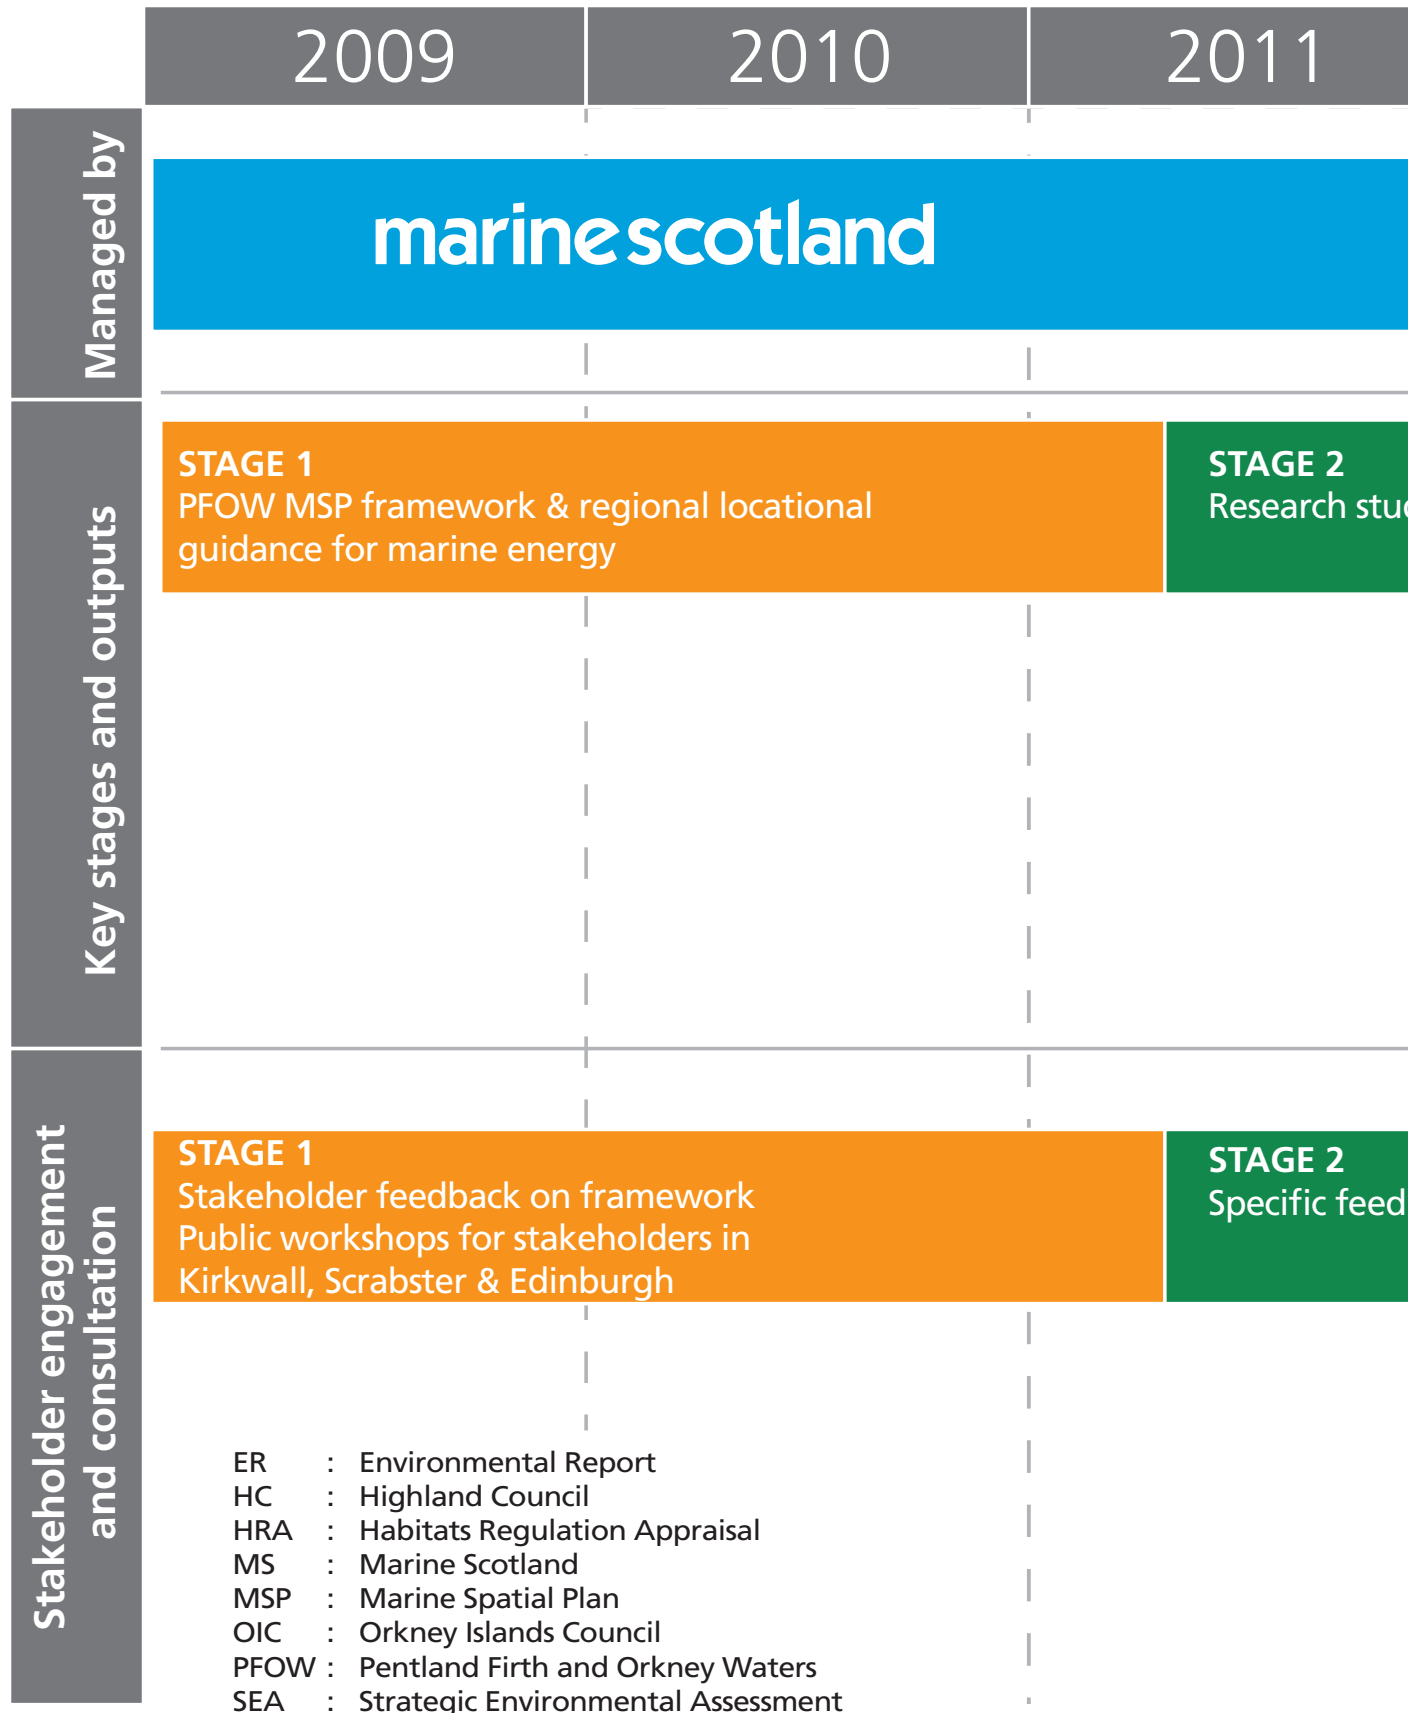 2009 2010 2011
Managed by
marinescotland
Key stages and outputs
STAGE 1
PFOW MSP framework & regional locational
guidance for marine energy
STAGE 2
Research
Stakeholder engagement
and consultation
STAGE 1
Stakeholder feedback on framework
Public workshops for stakeholders in
Kirkwall, Scrabster & Edinburgh
STAGE 2
Specific
ER : Environmental Report
HC : Highland Council
HRA : Habitats Regulation Appraisal
MS : Marine Scotland
MSP : Marine Spatial Plan
OIC : Orkney Islands Council
PFOW : Pentland Firth and Orkney Waters
SEA : Strategic Environmental Assessment